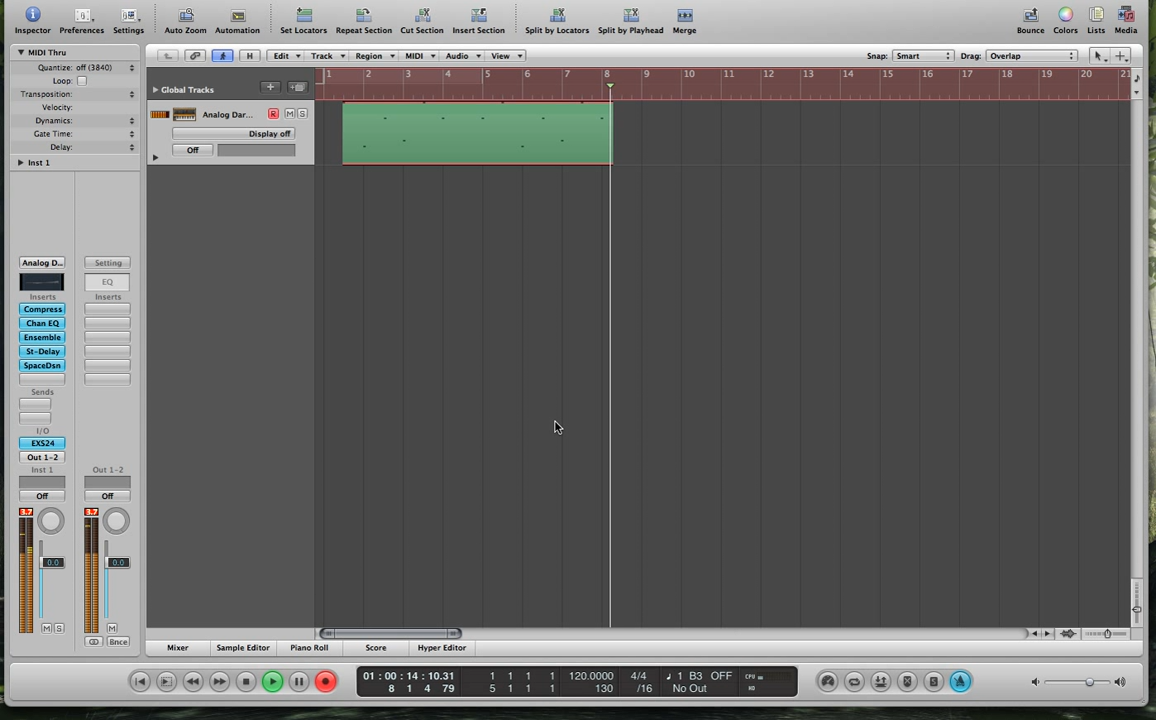 Inspector Preferences Settings Auto Zoom Automation Set Locators Repeat Section Cut Section Insert Section Split by Locators Split by Playhead Merge Bounce Colors Lists Media
MIDI Thru
Edit Track Region MIDI Audio View Snap: Smart Drag: Overlap
H
Quantize: off (3840)
Loop:
Transposition:
Velocity:
Dynamics:
Gate Time:
Delay:
Inst 1
1 2 3 4 5 6 7 8 9 10 11 12 13 14 15 16 17 18 19 20 21
Global Tracks
Analog Dar... R M S
Display off
Off
Analog D... Setting
EQ
Inserts Inserts
Compress
Chan EQ
Ensemble
St-Delay
SpaceDsn
Sends
I/O
EXS24
Out 1-2
Inst 1 Out 1-2
Off Off
3.7 3.7
0.0 0.0
M S M
Bnce
Mixer Sample Editor Piano Roll Score Hyper Editor
01 : 00 : 14 : 10.31 1 1 1 1 120.0000 4/4 1 B3 OFF CPU
8 1 4 79 5 1 1 1 130 /16 No Out HD